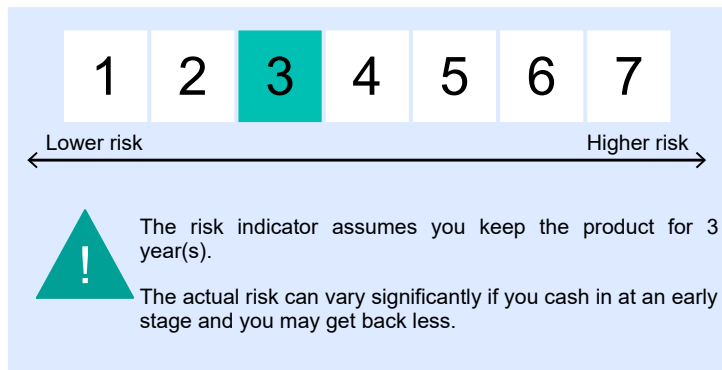 1 2 3 4 5 6 7
Lower risk Higher risk
The risk indicator assumes you keep the product for 3
year(s).
!
The actual risk can vary significantly if you cash in at an early
stage and you may get back less.